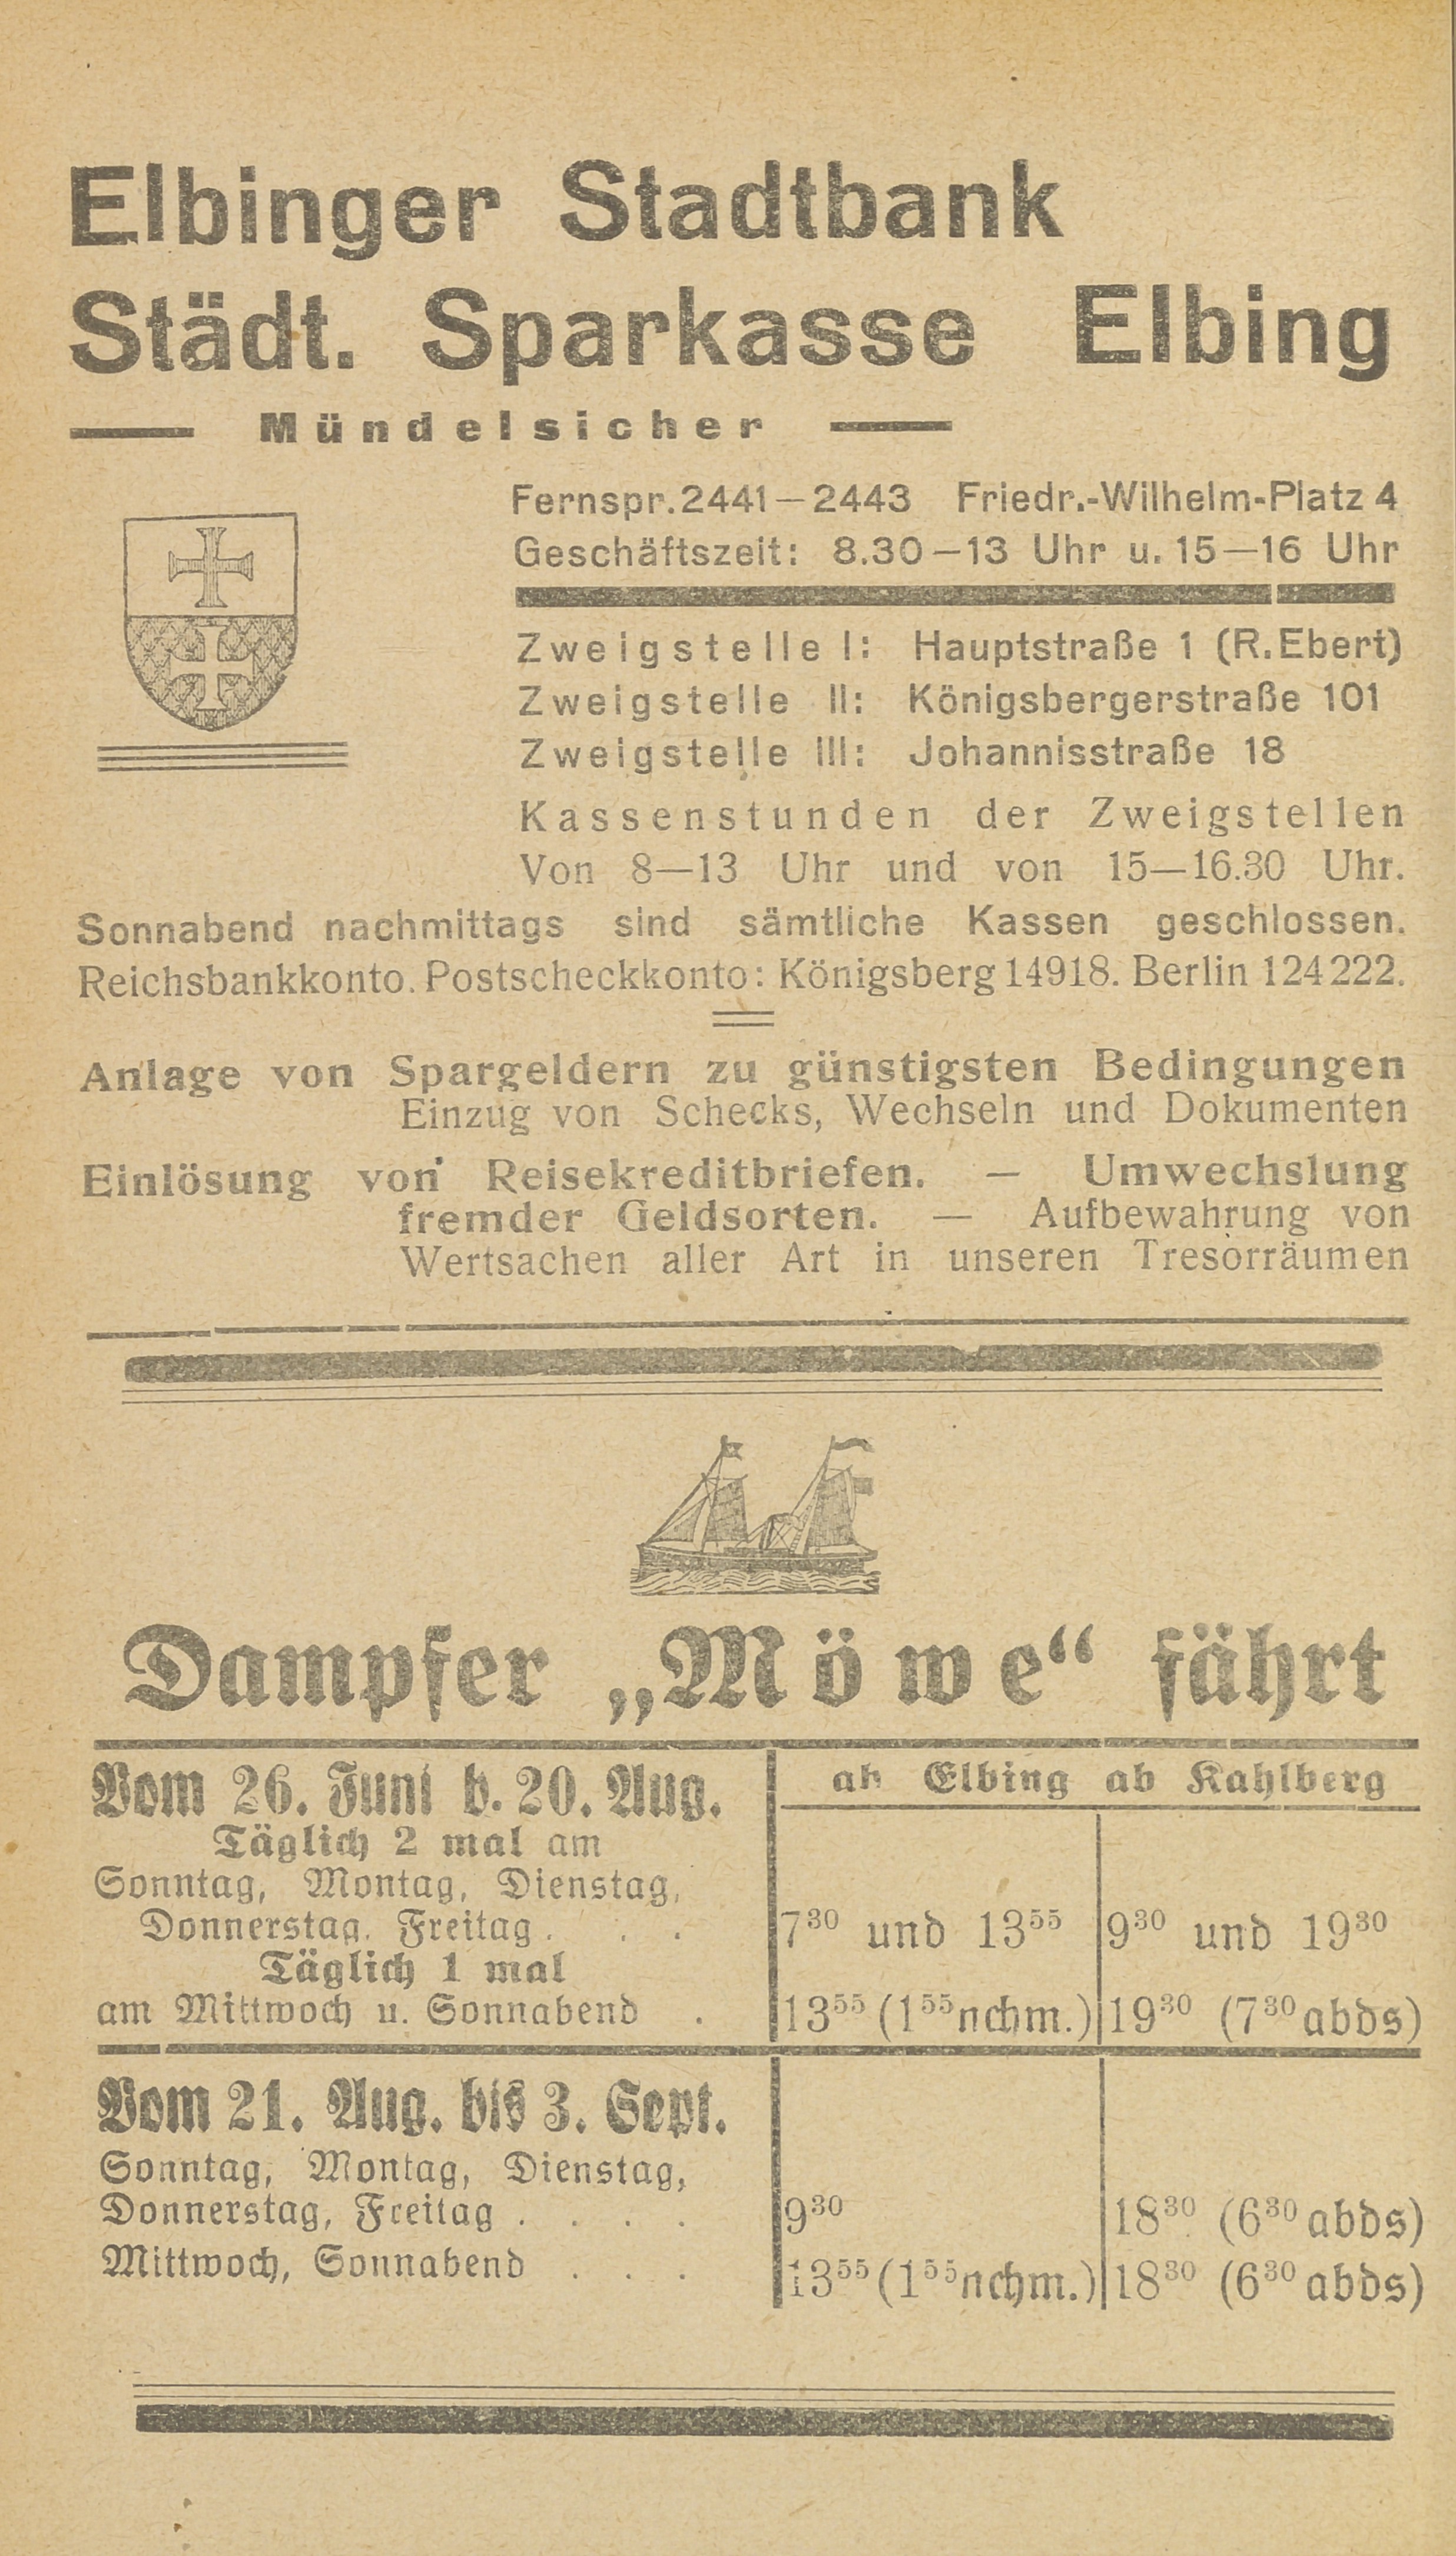 Elbinger Stadtbank
Städt. Sparkasse Elbing
Mündelsicher
Fernspr. 2441—2443 Friedr.-Wilhelm-Platz 4
Geschäftszeit: 8.30—13 Uhr u. 15—16 Uhr
Zweigstelle I: Hauptstraße 1 (R. Ebert)
Zweigstelle II: Königsbergerstraße 101
Zweigstelle III: Johannisstraße 18
Kassenstunden der Zweigstellen
Von 8—13 Uhr und von 15—16.30 Uhr.
Sonnabend nachmittags sind sämtliche Kassen geschlossen.
Reichsbankkonto. Postscheckkonto: Königsberg 14918. Berlin 124222.
Anlage von Spargeldern zu günstigsten Bedingungen
Einzug von Schecks, Wechseln und Dokumenten
Einlösung von Reisekreditbriefen. — Umwechslung
fremder Geldsorten. — Aufbewahrung von
Wertsachen aller Art in unseren Tresorräumen
Dampfer „Möwe“ fährt
Vom 26. Juni b. 20. Aug. ab Elbing ab Kahlberg
Täglich 2 mal am
Sonntag, Montag, Dienstag,
Donnerstag, Freitag . . . 7³⁰ und 13⁵⁵ 9³⁰ und 19³⁰
Täglich 1 mal
am Mittwoch u. Sonnabend . 13⁵⁵ (1⁵⁵ nchm.) 19³⁰ (7³⁰ abds)
Vom 21. Aug. bis 3. Sept.
Sonntag, Montag, Dienstag,
Donnerstag, Freitag . . . . 9³⁰ 18³⁰ (6³⁰ abds)
Mittwoch, Sonnabend . . . 13⁵⁵ (1⁵⁵ nchm.) 18³⁰ (6³⁰ abds)